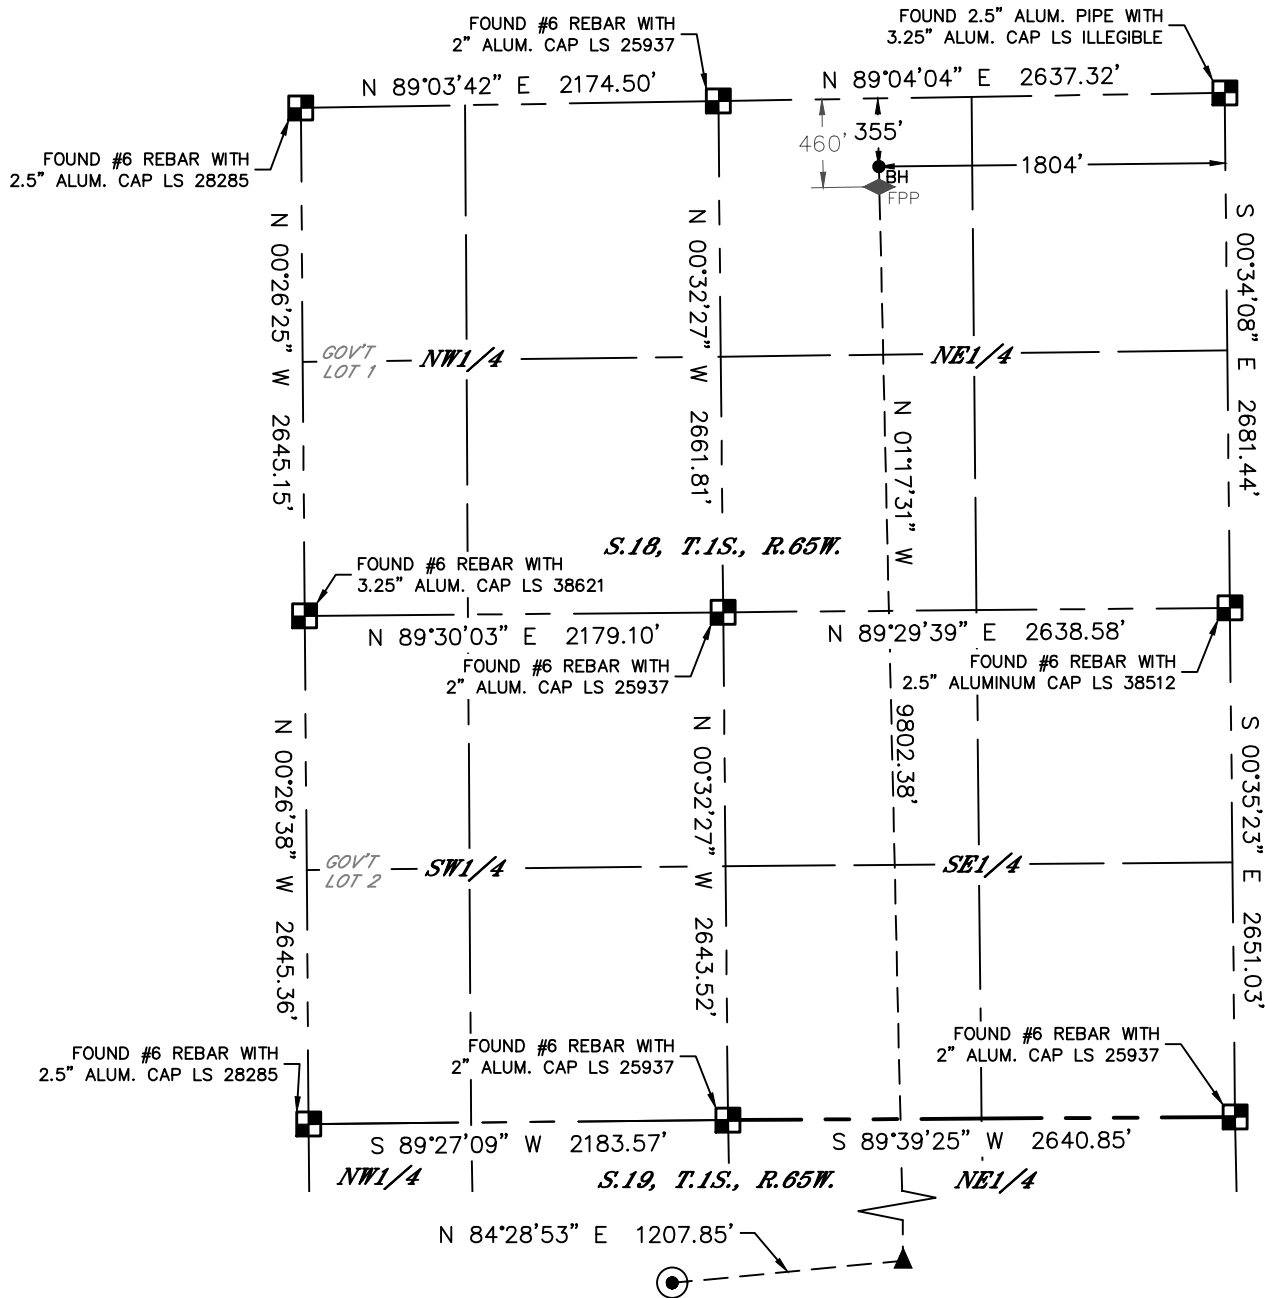 FOUND #6 REBAR WITH
2" ALUM. CAP LS 25937
FOUND 2.5" ALUM. PIPE WITH
3.25" ALUM. CAP LS ILLEGIBLE
N 89°03'42" E 2174.50'
N 89°04'04" E 2637.32'
FOUND #6 REBAR WITH
2.5" ALUM. CAP LS 28285
460'
355'
1804'
BH
FPP
N 00°26'25" W 2645.15'
N 00°32'27" W 2661.81'
S 00°34'08" E 2681.44'
GOV'T
LOT 1
NW1/4
NE1/4
N 01°17'31" W
S.18, T.1S., R.65W.
FOUND #6 REBAR WITH
3.25" ALUM. CAP LS 38621
N 89°30'03" E 2179.10'
N 89°29'39" E 2638.58'
FOUND #6 REBAR WITH
2" ALUM. CAP LS 25937
FOUND #6 REBAR WITH
2.5" ALUMINUM CAP LS 38512
9802.38'
N 00°26'38" W 2645.36'
N 00°32'27" W 2643.52'
S 00°35'23" E 2651.03'
GOV'T
LOT 2
SW1/4
SE1/4
FOUND #6 REBAR WITH
2.5" ALUM. CAP LS 28285
FOUND #6 REBAR WITH
2" ALUM. CAP LS 25937
FOUND #6 REBAR WITH
2" ALUM. CAP LS 25937
S 89°27'09" W 2183.57'
S 89°39'25" W 2640.85'
NW1/4
S.19, T.1S., R.65W.
NE1/4
N 84°28'53" E 1207.85'